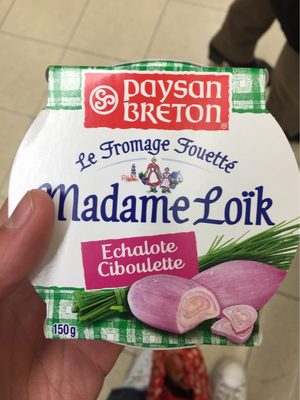 paysan
BRETON®
Le Fromage Fouetté
Madame Loïk
Echalote
Ciboulette
150g